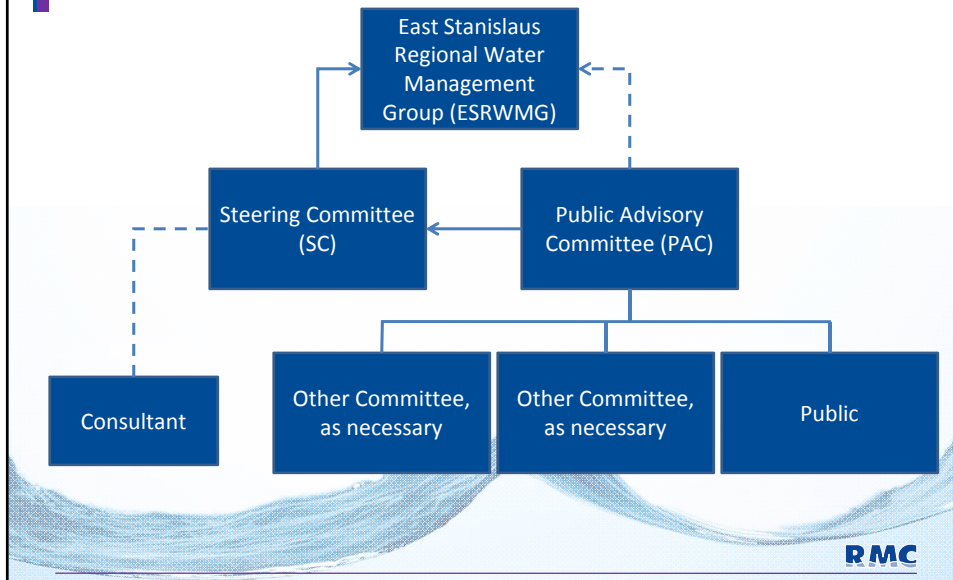 East Stanislaus
Regional Water
Management
Group (ESRWMG)
Steering Committee
(SC)
Public Advisory
Committee (PAC)
Consultant
Other Committee,
as necessary
Other Committee,
as necessary
Public
RMC